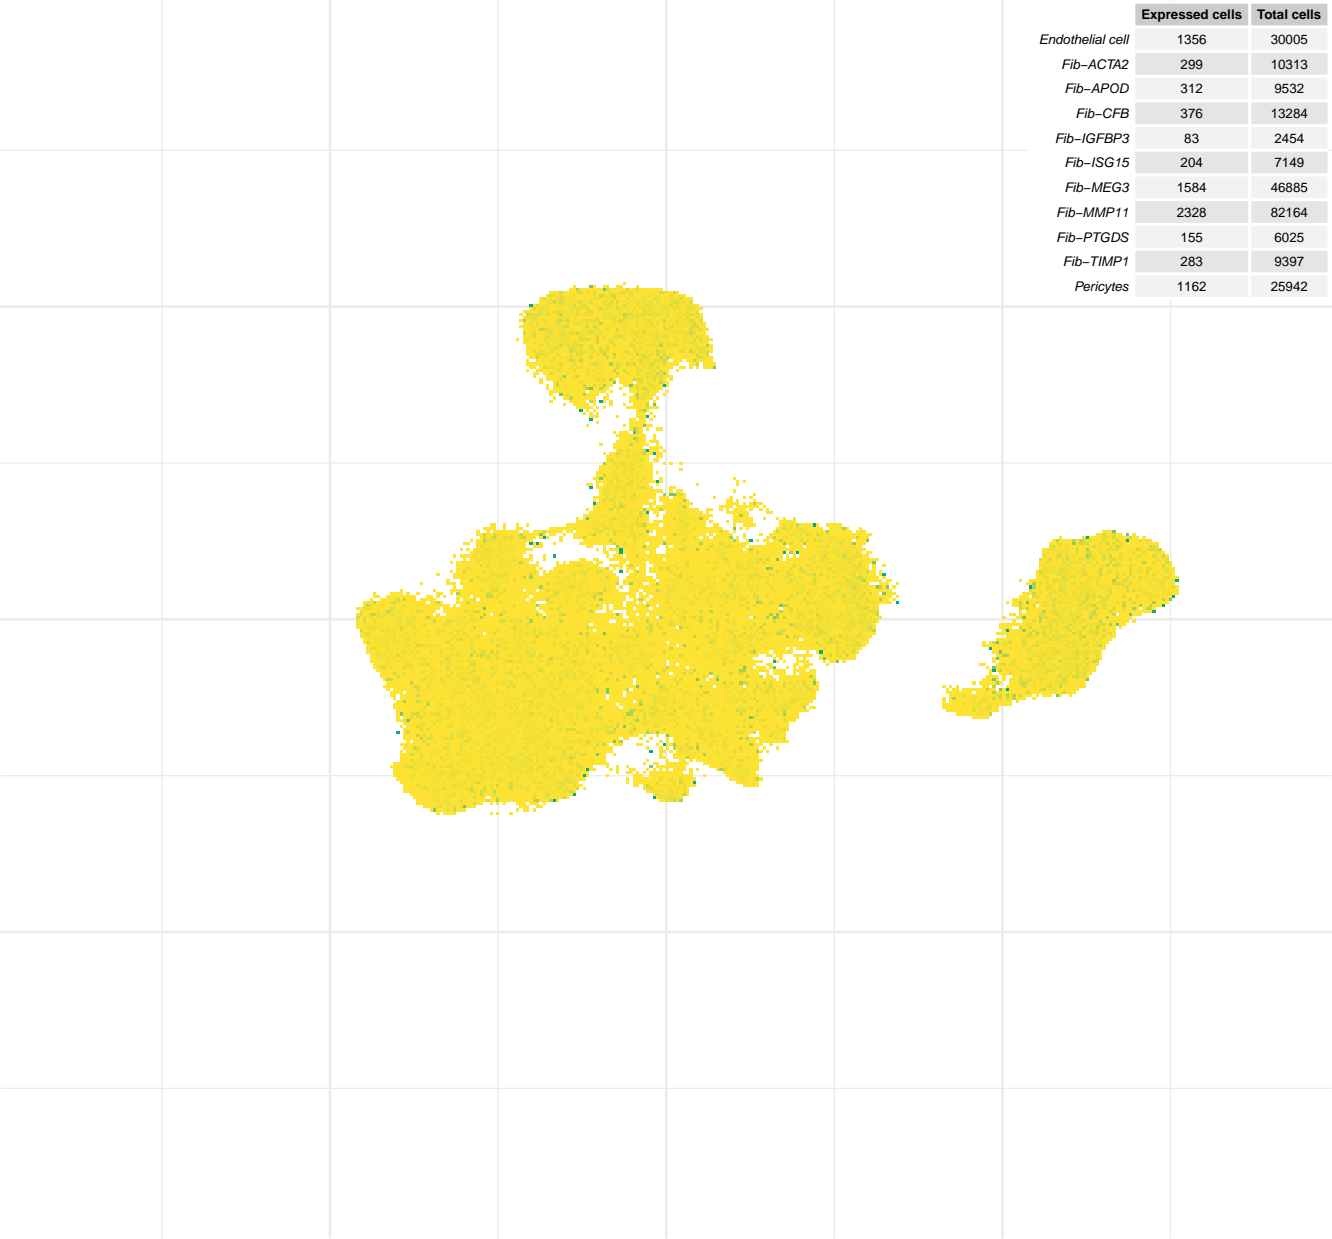 Expressed cells Total cells
Endothelial cell 1356 30005
Fib−ACTA2 299 10313
Fib−APOD 312 9532
Fib−CFB 376 13284
Fib−IGFBP3 83 2454
Fib−ISG15 204 7149
Fib−MEG3 1584 46885
Fib−MMP11 2328 82164
Fib−PTGDS 155 6025
Fib−TIMP1 283 9397
Pericytes 1162 25942